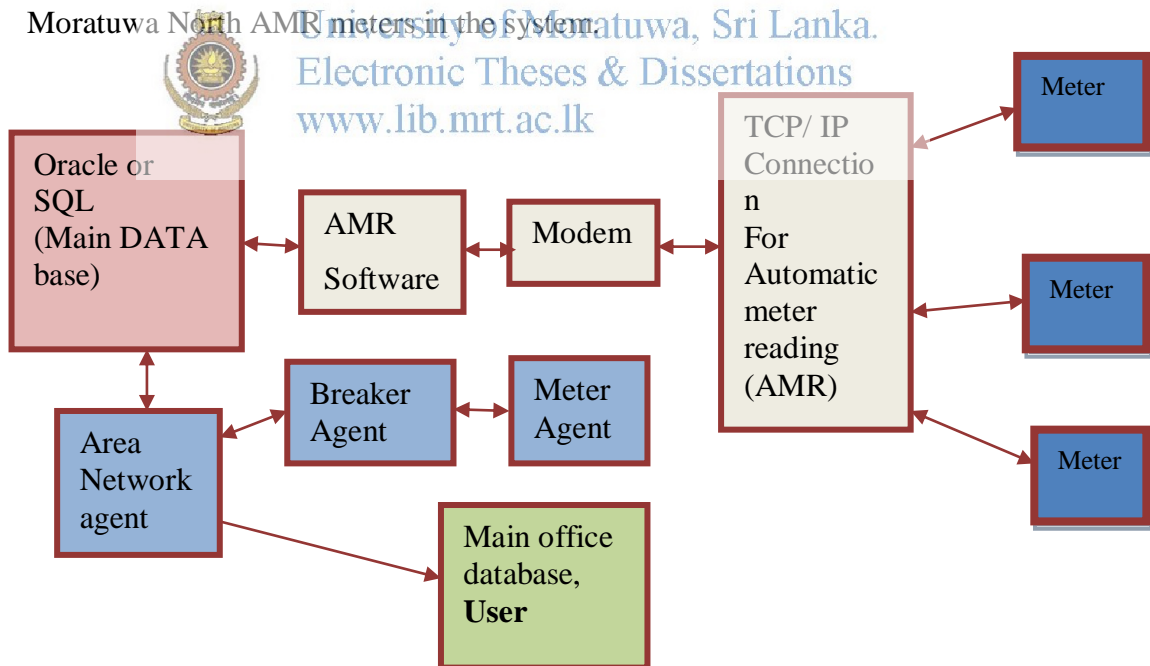 Moratuwa North AMR meters in the system.
University of Moratuwa, Sri Lanka.
Electronic Theses & Dissertations
www.lib.mrt.ac.lk
Oracle or
SQL
(Main DATA
base)
AMR
Software
Modem
TCP/ IP
Connectio
n
For
Automatic
meter
reading
(AMR)
Meter
Meter
Meter
Breaker
Agent
Meter
Agent
Area
Network
agent
Main office
database,
User